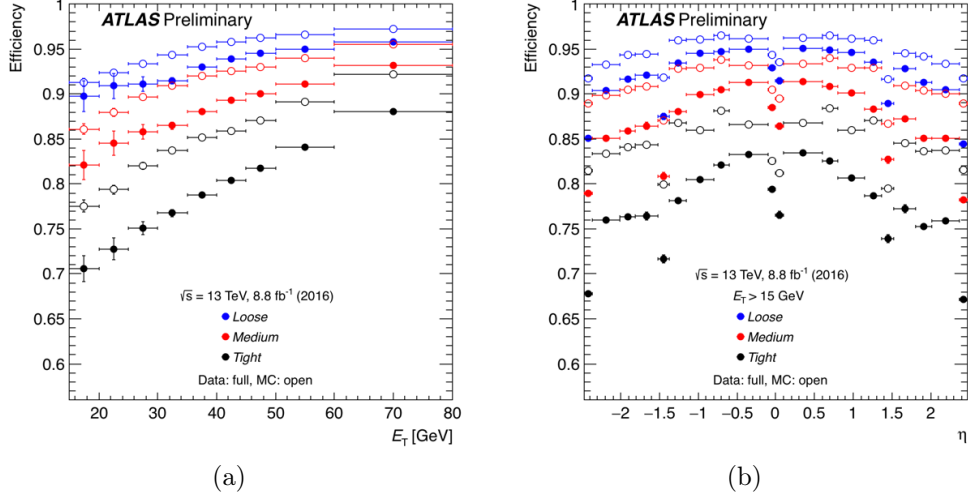 ATLAS Preliminary
Efficiency
1
0.95
0.9
0.85
0.8
0.75
0.7
0.65
0.6
√s = 13 TeV, 8.8 fb⁻¹ (2016)
Loose
Medium
Tight
Data: full, MC: open
20 30 40 50 60 70 80
E_T [GeV]
(a)
ATLAS Preliminary
Efficiency
1
0.95
0.9
0.85
0.8
0.75
0.7
0.65
0.6
√s = 13 TeV, 8.8 fb⁻¹ (2016)
E_T > 15 GeV
Loose
Medium
Tight
Data: full, MC: open
−2 −1.5 −1 −0.5 0 0.5 1 1.5 2
η
(b)